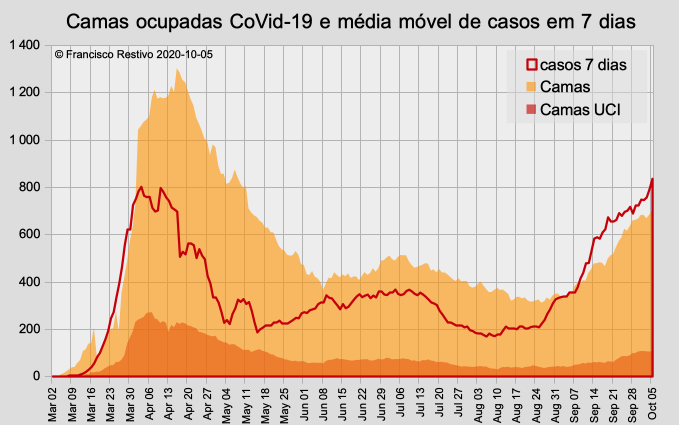 Camas ocupadas CoVid-19 e média móvel de casos em 7 dias
© Francisco Restivo 2020-10-05
casos 7 dias
Camas
Camas UCI
1 400
1 200
1 000
800
600
400
200
0
Mar 02
Mar 09
Mar 16
Mar 23
Mar 30
Apr 06
Apr 13
Apr 20
Apr 27
May 04
May 11
May 18
May 25
Jun 01
Jun 08
Jun 15
Jun 22
Jun 29
Jul 06
Jul 13
Jul 20
Jul 27
Aug 03
Aug 10
Aug 17
Aug 24
Aug 31
Sep 07
Sep 14
Sep 21
Sep 28
Oct 05